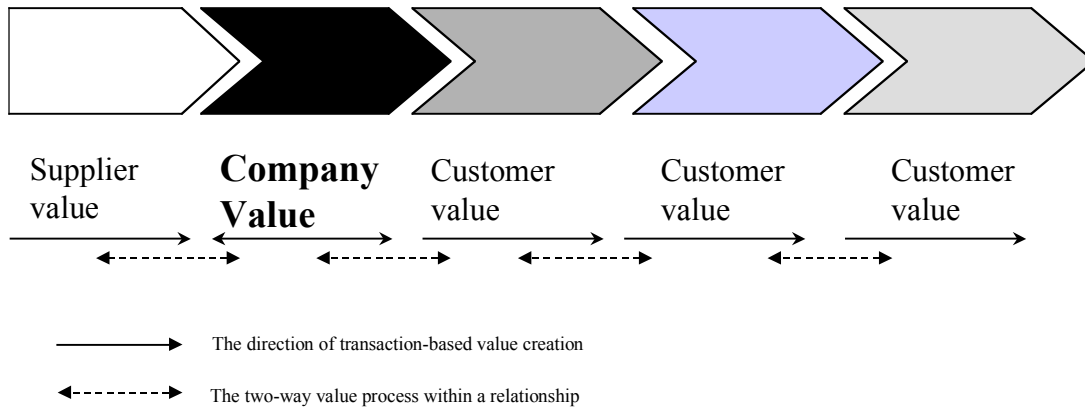 Supplier value
Company Value
Customer value
Customer value
Customer value
The direction of transaction-based value creation
The two-way value process within a relationship